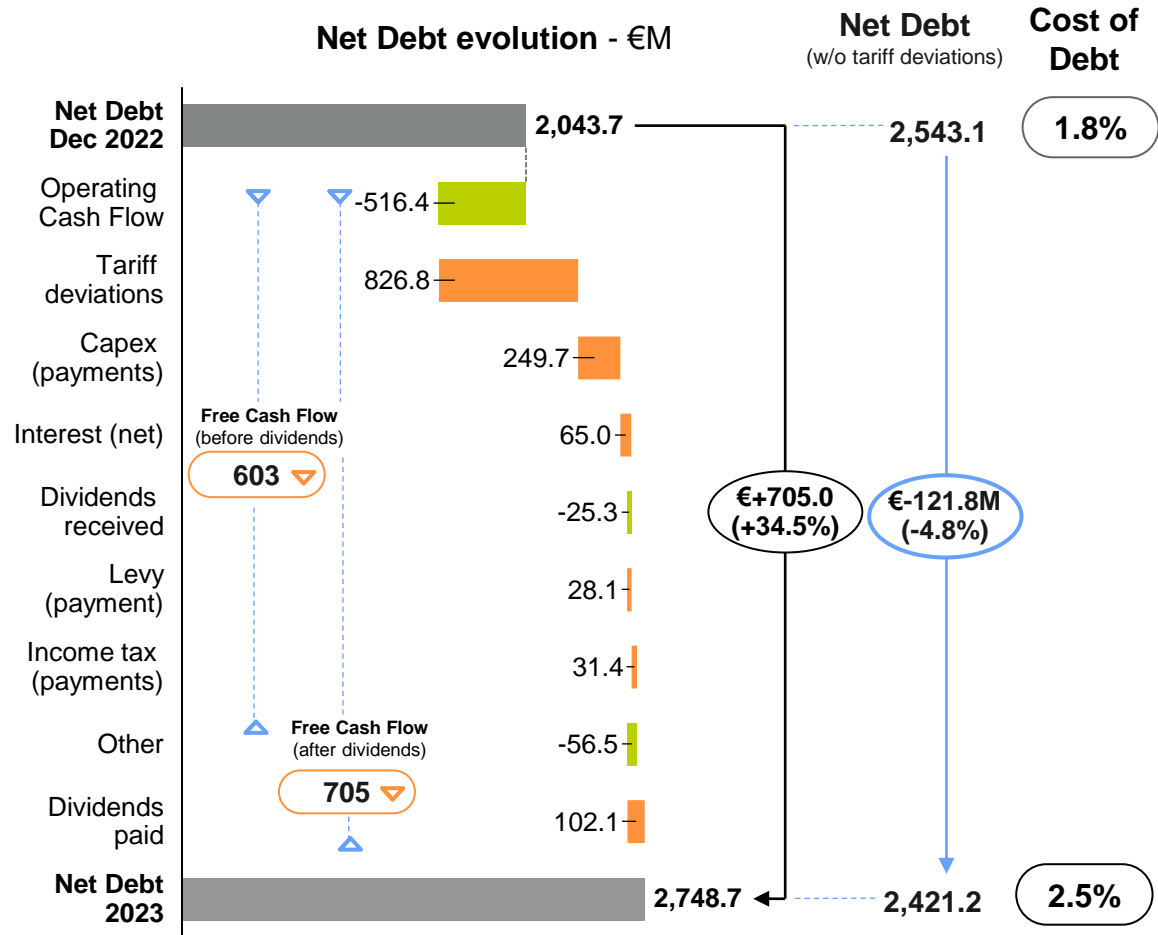 Net Debt evolution - €M
Net Debt
(w/o tariff deviations)
Cost of
Debt
Net Debt
Dec 2022
2,043.7
2,543.1
1.8%
Operating
Cash Flow
-516.4
Tariff
deviations
826.8
Capex
(payments)
249.7
Free Cash Flow
(before dividends)
603
Interest (net)
65.0
Dividends
received
-25.3
€+705.0
(+34.5%)
€-121.8M
(-4.8%)
Levy
(payment)
28.1
Income tax
(payments)
31.4
Other
-56.5
Free Cash Flow
(after dividends)
705
Dividends
paid
102.1
Net Debt
2023
2,748.7
2,421.2
2.5%